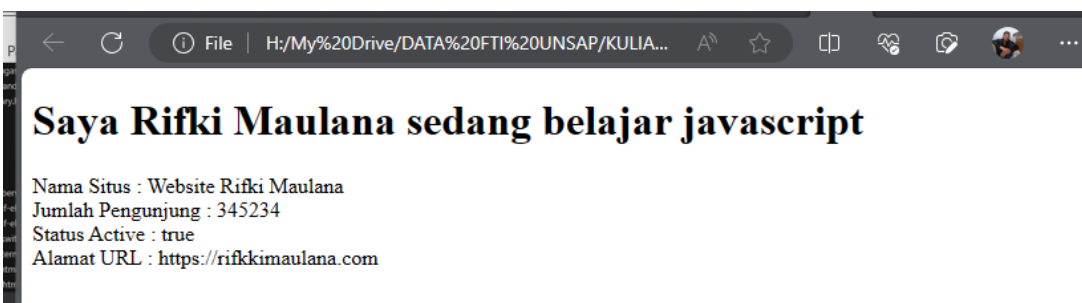 File
H:/My%20Drive/DATA%20FTI%20UNSAP/KULIA...
Saya Rifki Maulana sedang belajar javascript
Nama Situs : Website Rifki Maulana
Jumlah Pengunjung : 345234
Status Active : true
Alamat URL : https://rifkkimaulana.com